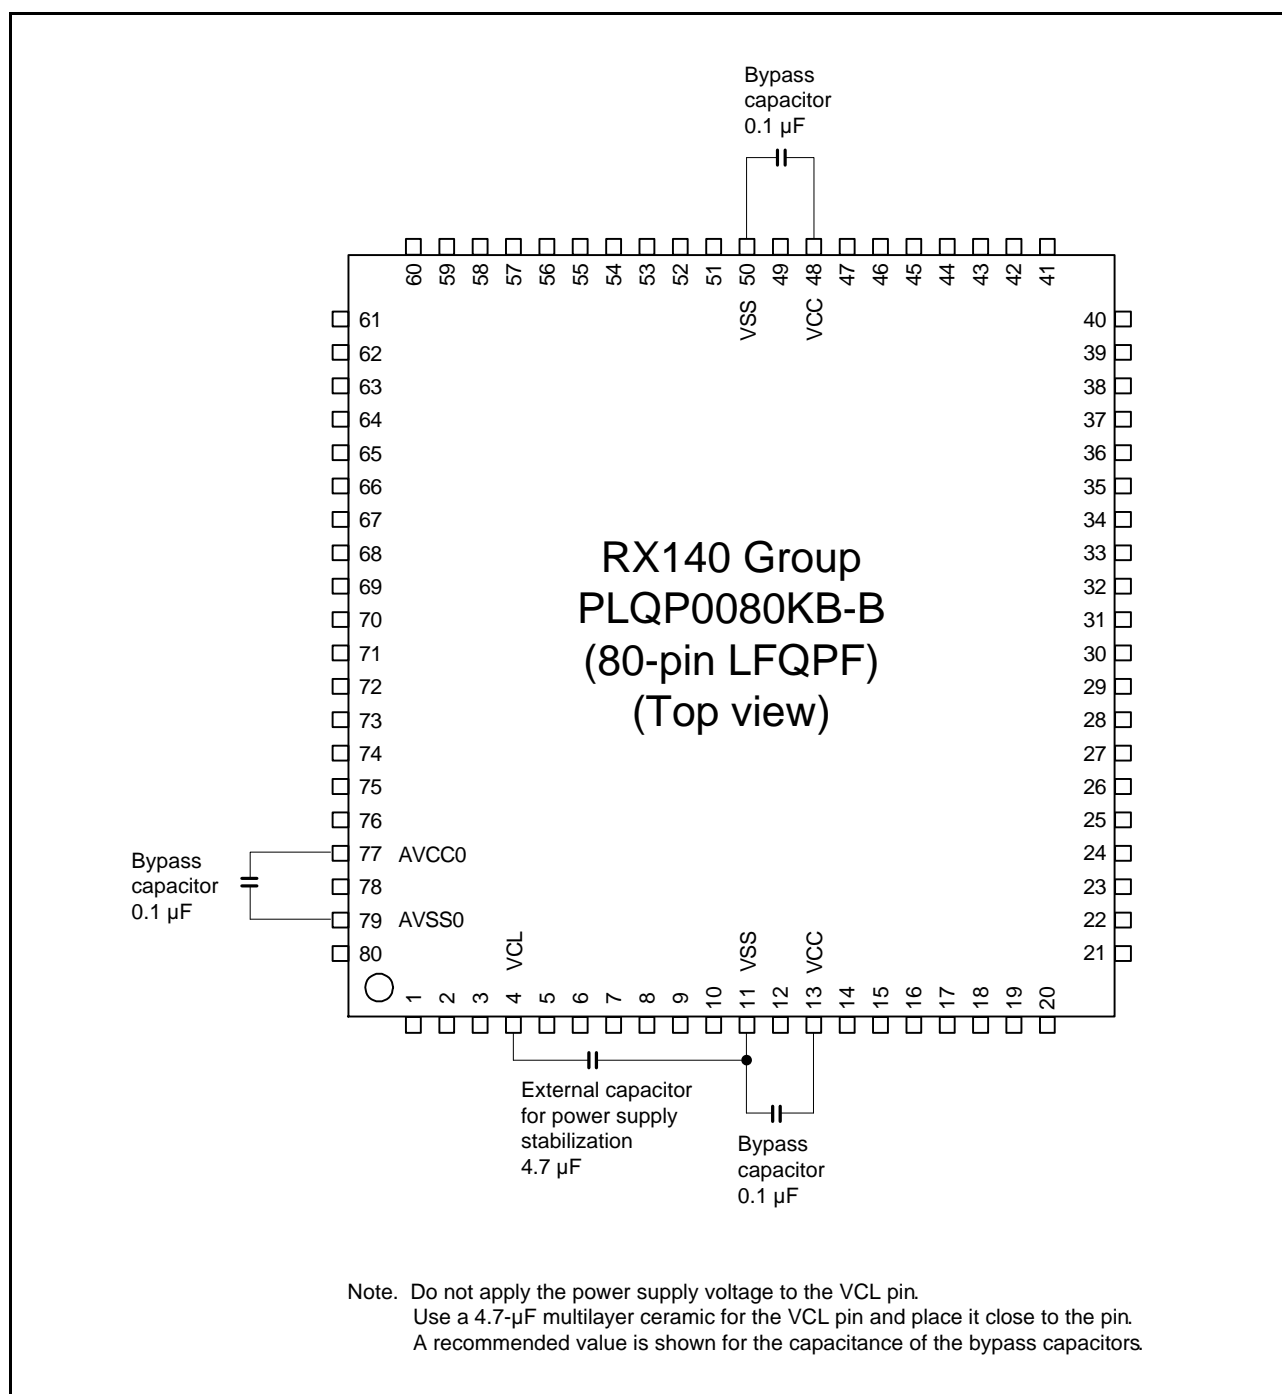 Bypass
capacitor
0.1 µF
60 59 58 57 56 55 54 53 52 51 50 49 48 47 46 45 44 43 42 41
VSS VCC
61
62
63
64
65
66
67
68
69
70
71
72
73
74
75
76
77 AVCC0
78
79 AVSS0
80
40
39
38
37
36
35
34
33
32
31
30
29
28
27
26
25
24
23
22
21
RX140 Group
PLQP0080KB-B
(80-pin LFQPF)
(Top view)
Bypass
capacitor
0.1 µF
VCL VSS VCC
1 2 3 4 5 6 7 8 9 10 11 12 13 14 15 16 17 18 19 20
External capacitor
for power supply
stabilization
4.7 µF
Bypass
capacitor
0.1 µF
Note. Do not apply the power supply voltage to the VCL pin.
Use a 4.7-µF multilayer ceramic for the VCL pin and place it close to the pin.
A recommended value is shown for the capacitance of the bypass capacitors.